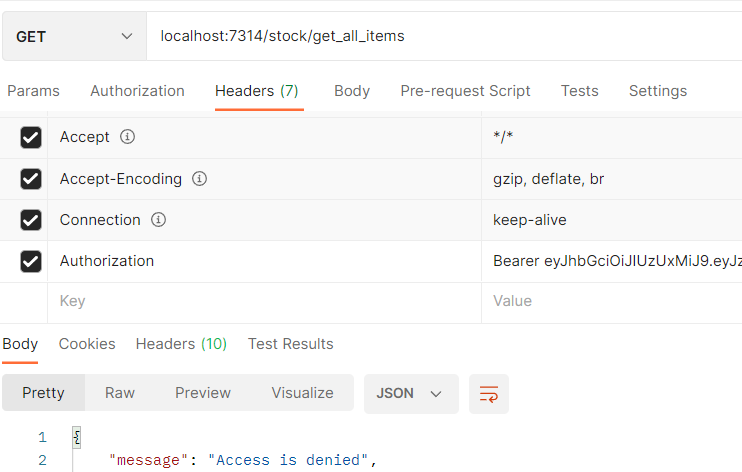 GET localhost:7314/stock/get_all_items
Params Authorization Headers (7) Body Pre-request Script Tests Settings
Accept */*
Accept-Encoding gzip, deflate, br
Connection keep-alive
Authorization Bearer eyJhbGciOiJIUzUxMiJ9.eyJz
Key Value
Body Cookies Headers (10) Test Results
Pretty Raw Preview Visualize JSON
1 {
2 "message": "Access is denied",